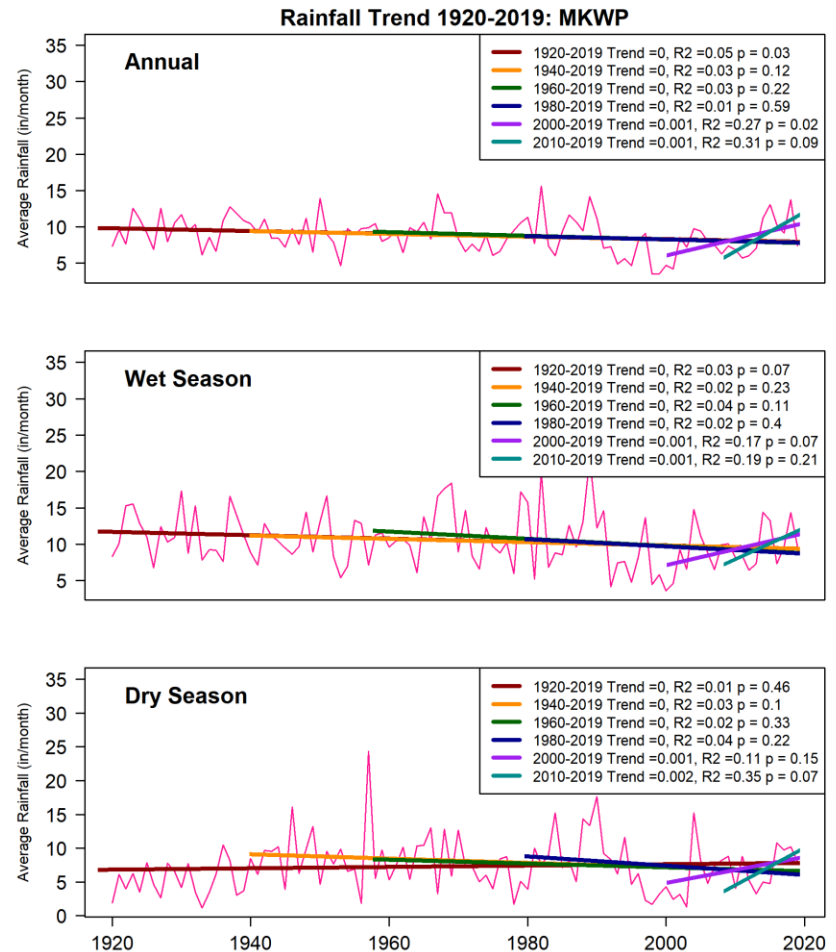 Rainfall Trend 1920-2019: MKWP
Annual
Average Rainfall (in/month)
35
30
25
20
15
10
5
1920-2019 Trend =0, R2 =0.05 p = 0.03
1940-2019 Trend =0, R2 =0.03 p = 0.12
1960-2019 Trend =0, R2 =0.03 p = 0.22
1980-2019 Trend =0, R2 =0.01 p = 0.59
2000-2019 Trend=0.001, R2 =0.27 p = 0.02
2010-2019 Trend =0.001, R2 =0.31 p = 0.09
Wet Season
Average Rainfall (in/month)
35
30
25
20
15
10
5
1920-2019 Trend =0, R2 =0.03 p = 0.07
1940-2019 Trend =0, R2 =0.02 p = 0.23
1960-2019 Trend =0, R2 =0.04 p = 0.11
1980-2019 Trend =0, R2 =0.02 p = 0.4
2000-2019 Trend=0.001, R2 =0.17 p = 0.07
2010-2019 Trend =0.001, R2 =0.19 p = 0.21
Dry Season
Average Rainfall (in/month)
35
30
25
20
15
10
5
0
1920-2019 Trend =0, R2 =0.01 p = 0.46
1940-2019 Trend =0, R2 =0.03 p = 0.1
1960-2019 Trend =0, R2 =0.02 p = 0.33
1980-2019 Trend =0, R2 =0.04 p = 0.22
2000-2019 Trend=0.001, R2 =0.11 p = 0.15
2010-2019 Trend =0.002, R2 =0.35 p = 0.07
1920 1940 1960 1980 2000 2020